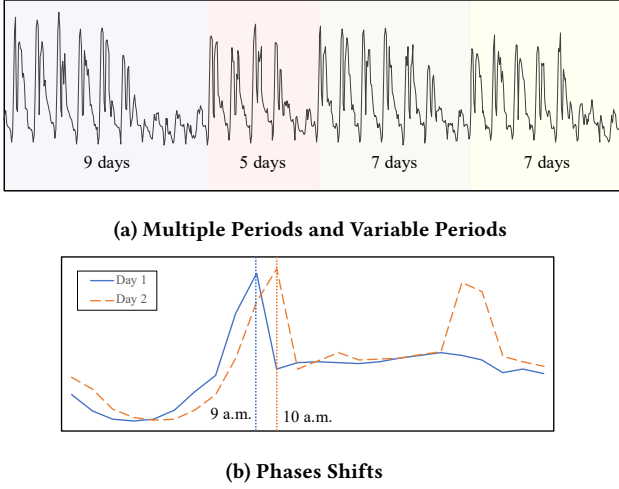 9 days 5 days 7 days 7 days
(a) Multiple Periods and Variable Periods
Day 1
Day 2
9 a.m. 10 a.m.
(b) Phases Shifts